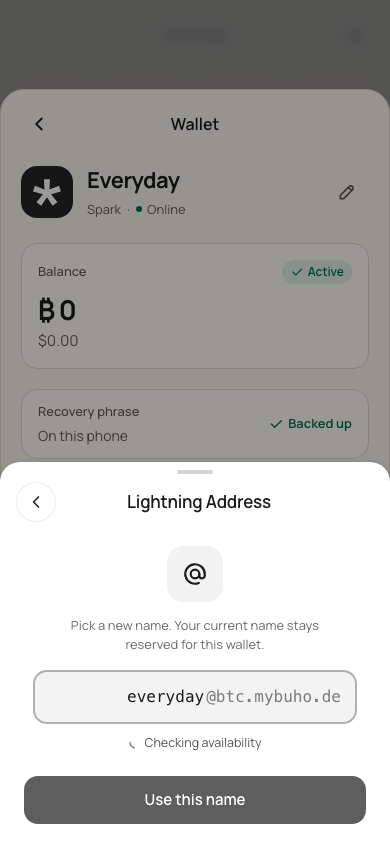 Wallet
Everyday
Spark · Online
Balance
Active
₿ 0
$0.00
Recovery phrase
On this phone
Backed up
Lightning Address
@
Pick a new name. Your current name stays
reserved for this wallet.
everyday@btc.mybuho.de
Checking availability
Use this name